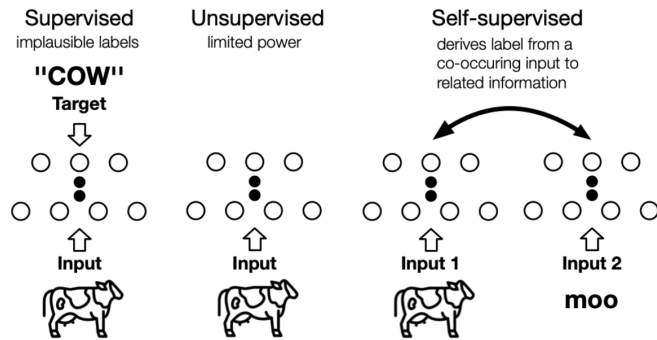 Supervised
implausible labels
"COW"
Target
Input
Unsupervised
limited power
Input
Self-supervised
derives label from a
co-occuring input to
related information
Input 1
Input 2
moo